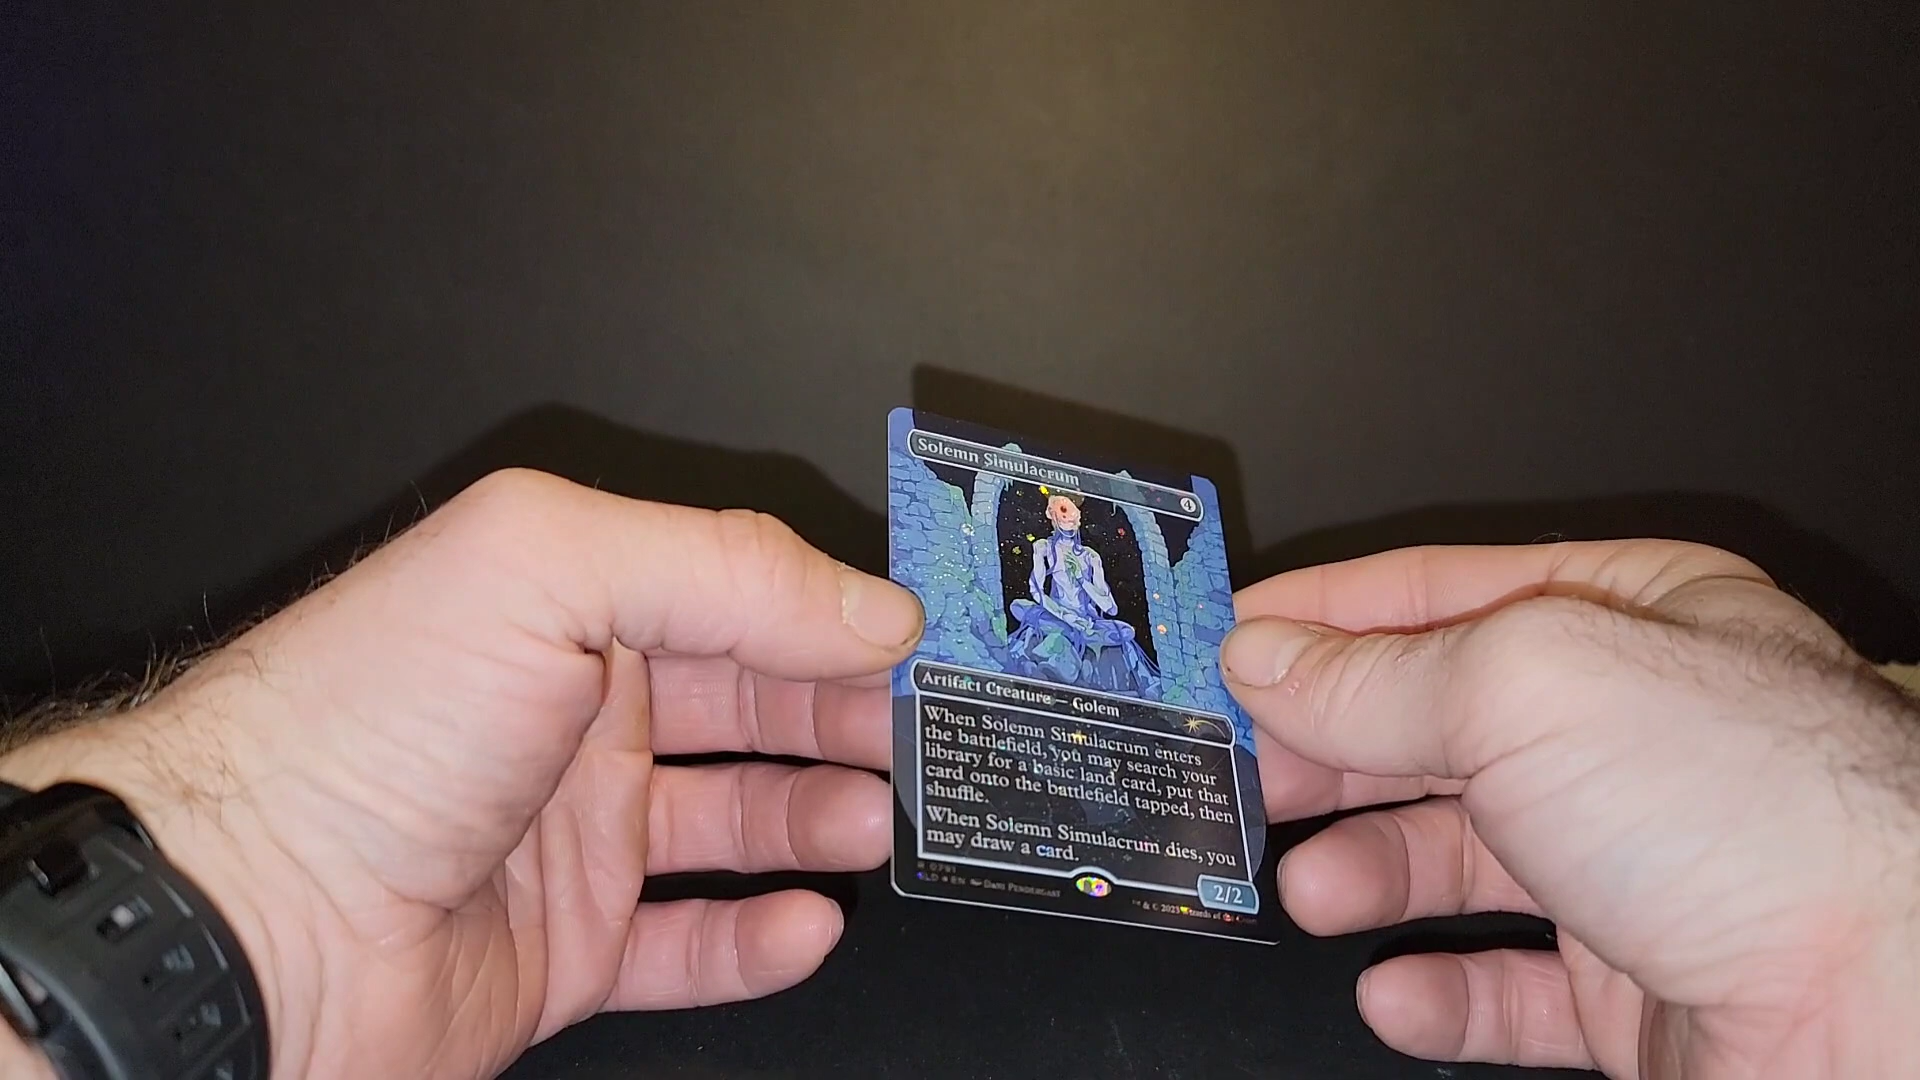 Solemn Simulacrum
4
Artifact Creature — Golem
When Solemn Simulacrum enters
the battlefield, you may search your
library for a basic land card, put that
card onto the battlefield tapped, then
shuffle.
When Solemn Simulacrum dies, you
may draw a card.
2/2
EN Dani Pendergast